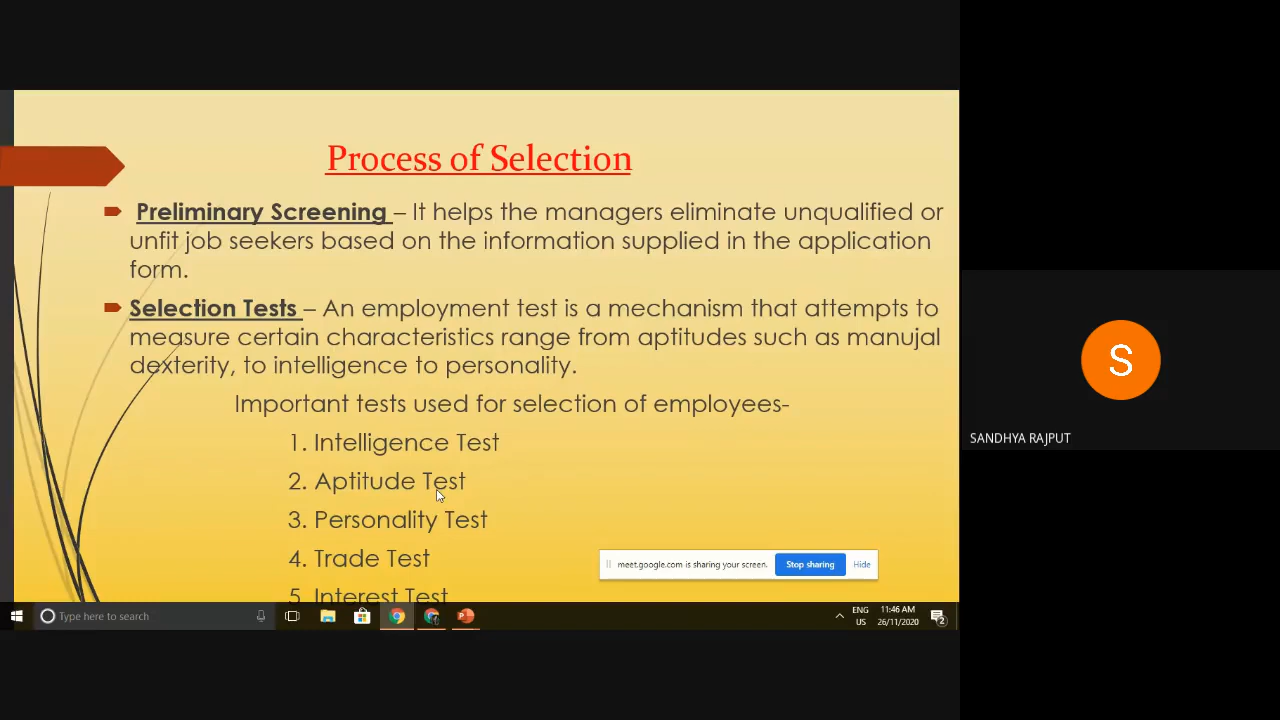 Process of Selection
Preliminary Screening – It helps the managers eliminate unqualified or
unfit job seekers based on the information supplied in the application
form.
Selection Tests – An employment test is a mechanism that attempts to
measure certain characteristics range from aptitudes such as manujal
dexterity, to intelligence to personality.
Important tests used for selection of employees-
1. Intelligence Test
2. Aptitude Test
3. Personality Test
4. Trade Test
5. Interest Test
meet.google.com is sharing your screen. Stop sharing Hide
S
SANDHYA RAJPUT
Type here to search
ENG
US
11:46 AM
26/11/2020
2